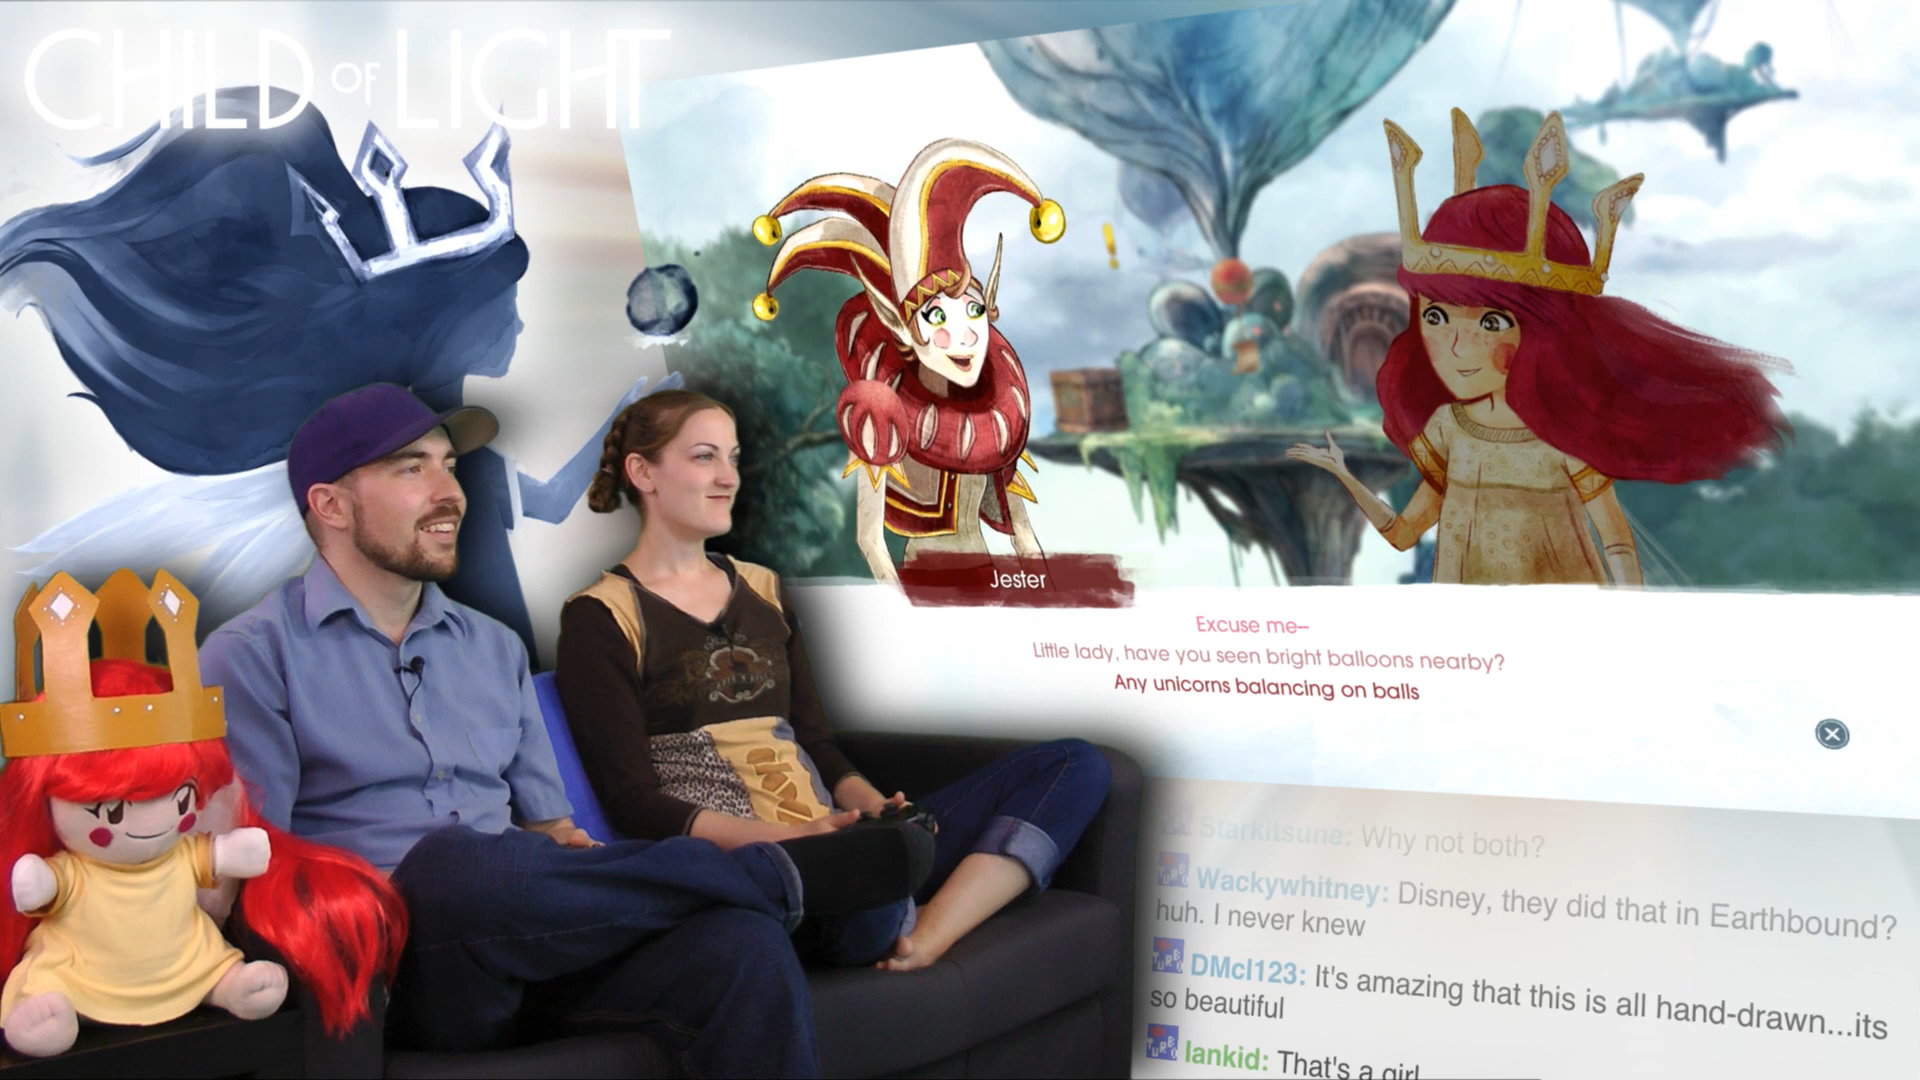 CHILD OF LIGHT
Jester
Excuse me—
Little lady, have you seen bright balloons nearby?
Any unicorns balancing on balls
Starkitsune: Why not both?
Wackywhitney: Disney, they did that in Earthbound?
huh. I never knew
DMcl123: It's amazing that this is all hand-drawn...its
so beautiful
Iankid: That's a girl